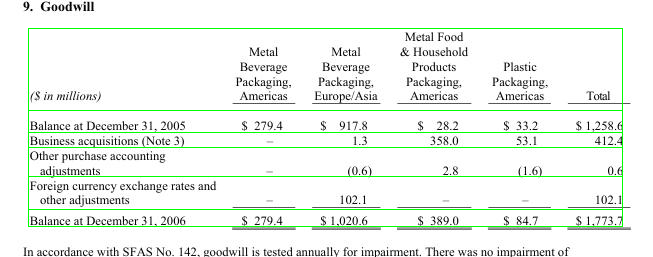 9. Goodwill
Metal Food
Metal Metal & Household
Beverage Beverage Products Plastic
Packaging, Packaging, Packaging, Packaging,
($ in millions) Americas Europe/Asia Americas Americas Total
Balance at December 31, 2005 $ 279.4 $ 917.8 $ 28.2 $ 33.2 $ 1,258.6
Business acquisitions (Note 3) – 1.3 358.0 53.1 412.4
Other purchase accounting
adjustments – (0.6) 2.8 (1.6) 0.6
Foreign currency exchange rates and
other adjustments – 102.1 – – 102.1
Balance at December 31, 2006 $ 279.4 $ 1,020.6 $ 389.0 $ 84.7 $ 1,773.7
In accordance with SFAS No. 142, goodwill is tested annually for impairment. There was no impairment of